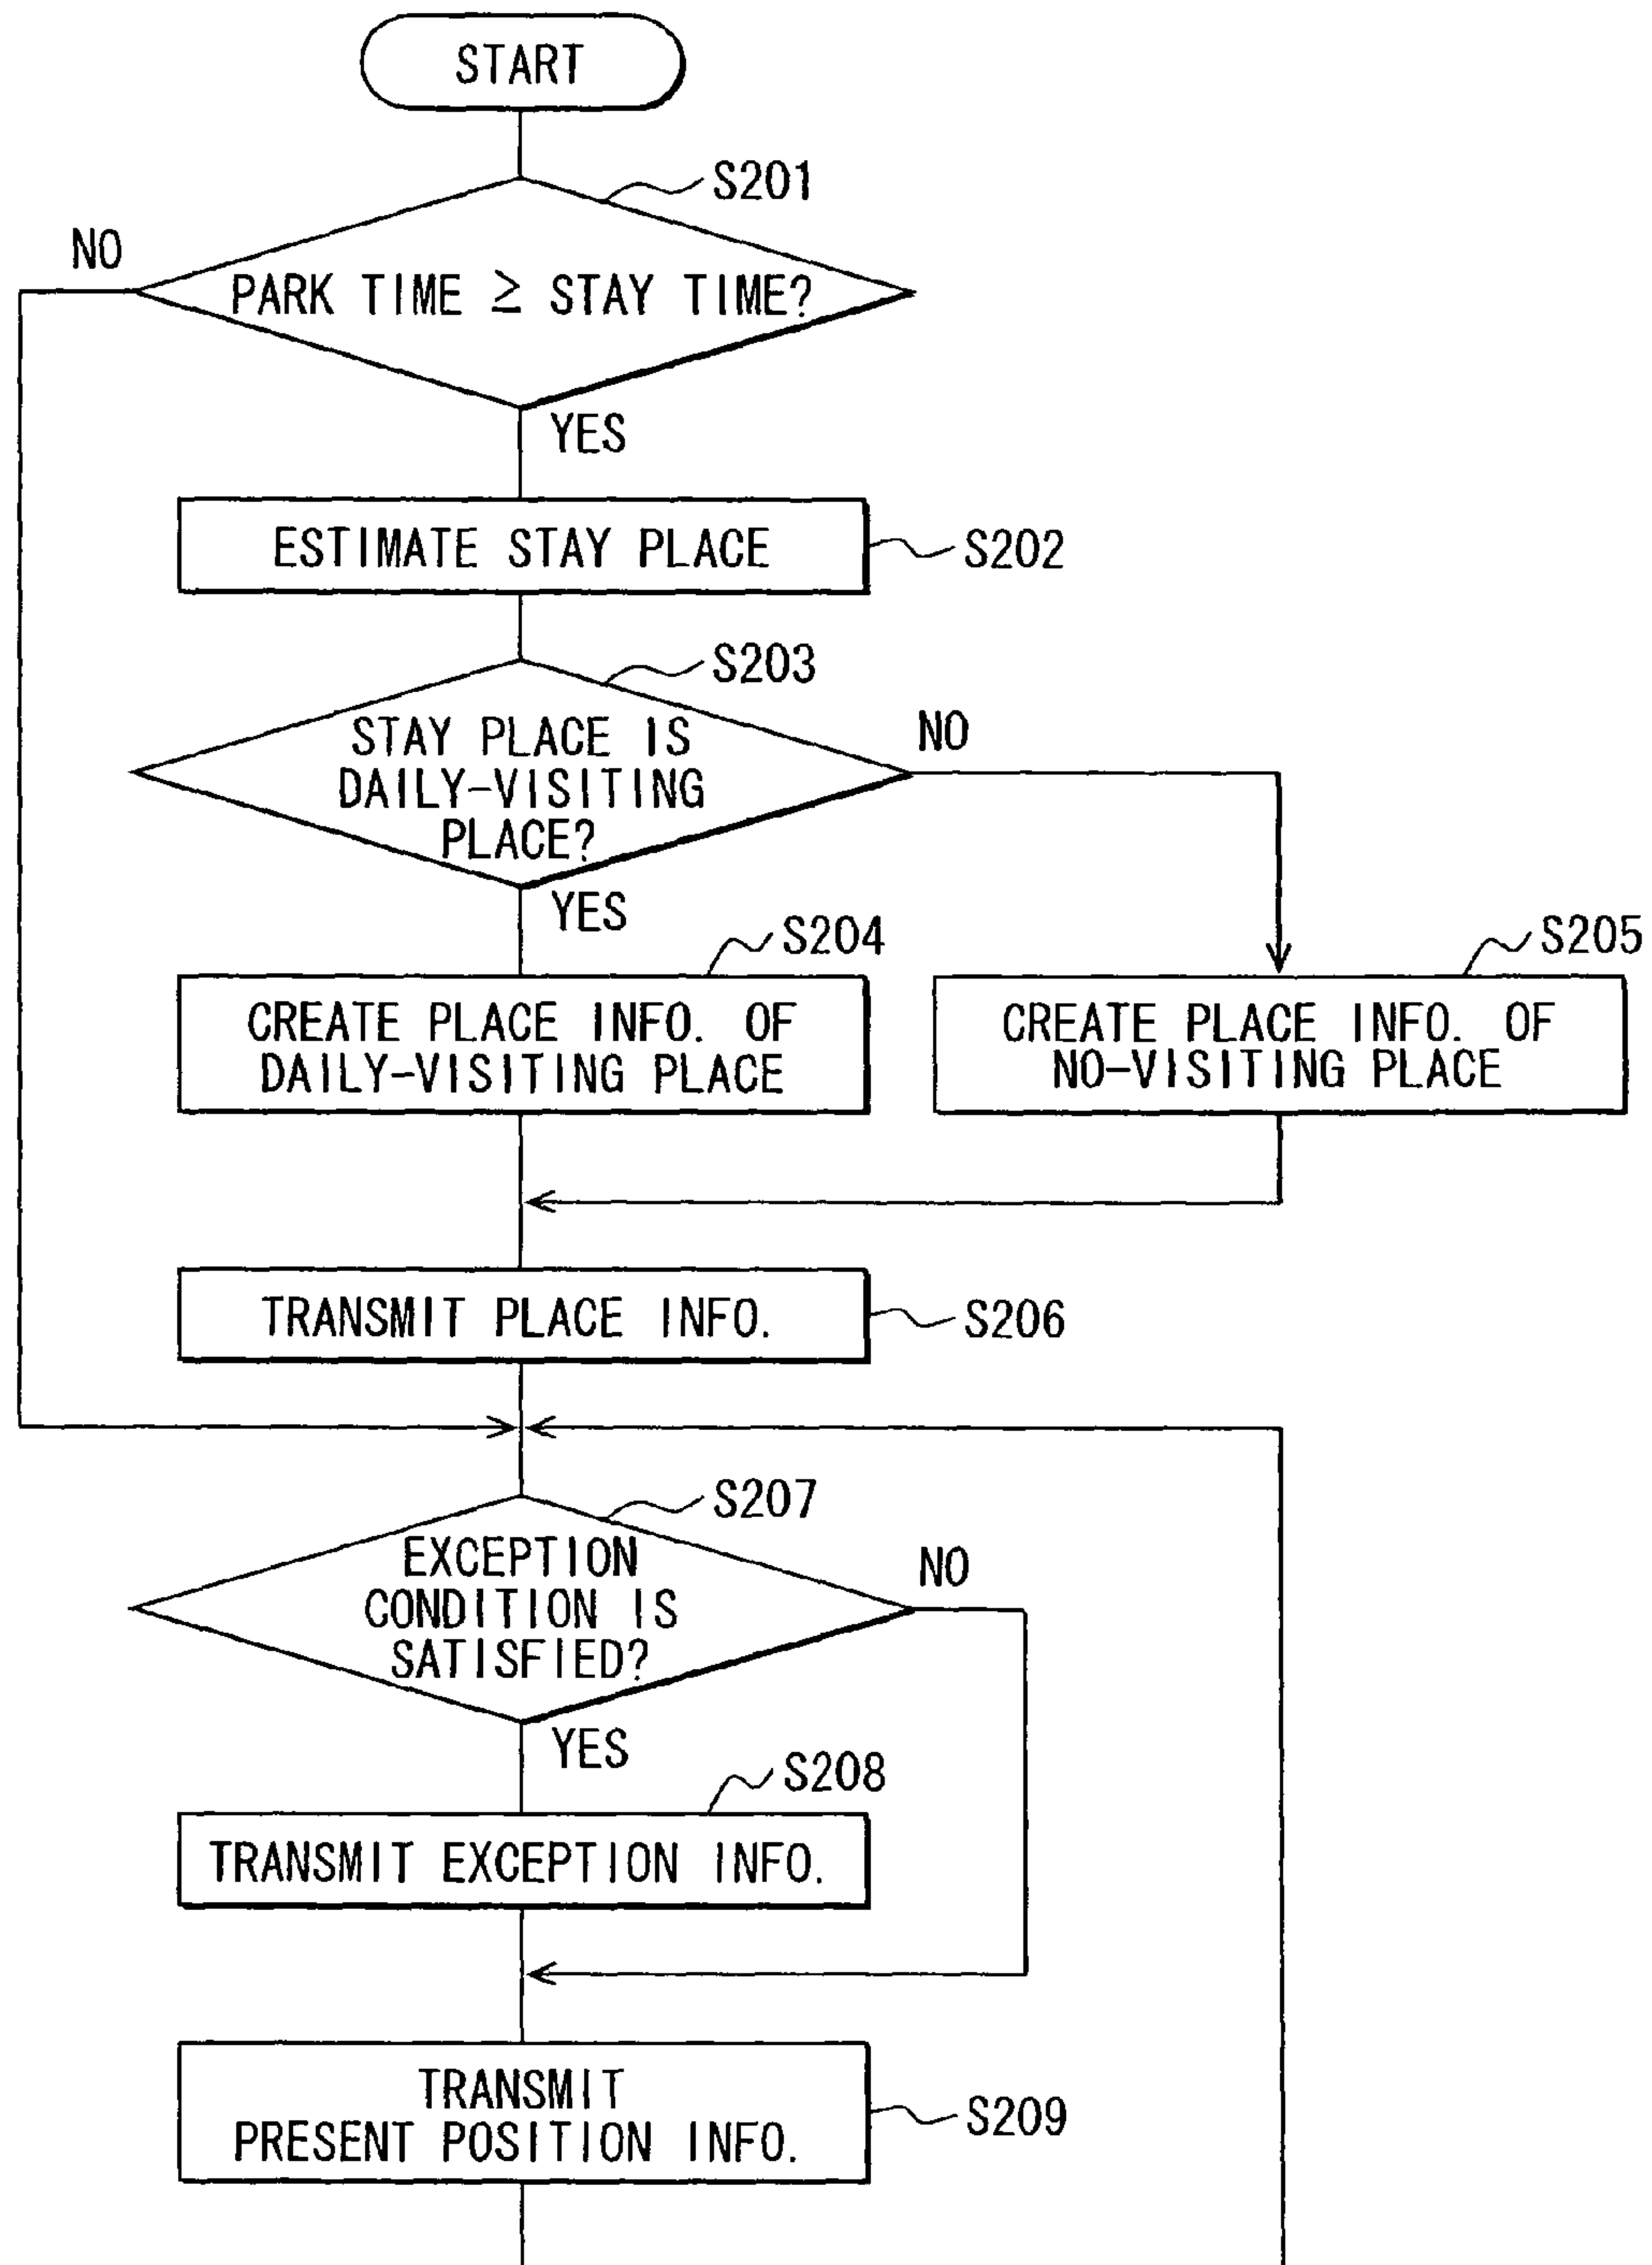 START
S201
NO
PARK TIME ≥ STAY TIME?
YES
ESTIMATE STAY PLACE
S202
S203
STAY PLACE IS
DAILY-VISITING
PLACE?
NO
YES
S204
S205
CREATE PLACE INFO. OF
DAILY-VISITING PLACE
CREATE PLACE INFO. OF
NO-VISITING PLACE
TRANSMIT PLACE INFO.
S206
S207
EXCEPTION
CONDITION IS
SATISFIED?
NO
YES
S208
TRANSMIT EXCEPTION INFO.
TRANSMIT
PRESENT POSITION INFO.
S209